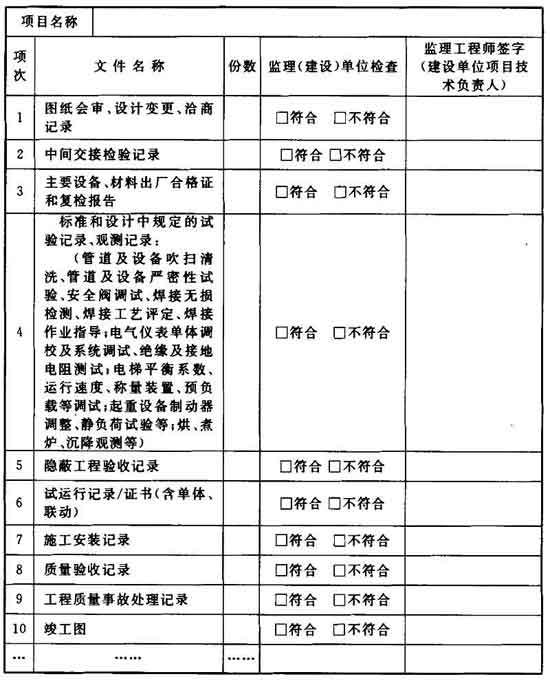 项目名称
项次 文件名称 份数 监理(建设)单位检查 监理工程师签字(建设单位项目技术负责人)
1 图纸会审、设计变更、洽商
记录 □符合 □不符合
2 中间交接检验记录 □符合 □不符合
3 主要设备、材料出厂合格证
和复检报告 □符合 □不符合
4 标准和设计中规定的试
验记录、观测记录:
(管道及设备吹扫清
洗、管道及设备严密性试
验、安全阀调试、焊接无损
检测、焊接工艺评定、焊接
作业指导;电气仪表单体调
校及系统调试、绝缘及接地
电阻测试;电梯平衡系数、
运行速度、称量装置、预负
载等调试;起重设备制动器
调整、静负荷试验等;烘、煮
炉、沉降观测等) □符合 □不符合
5 隐蔽工程验收记录 □符合 □不符合
6 试运行记录/证书(含单体、
联动) □符合 □不符合
7 施工安装记录 □符合 □不符合
8 质量验收记录 □符合 □不符合
9 工程质量事故处理记录 □符合 □不符合
10 竣工图 □符合 □不符合
… …… ……